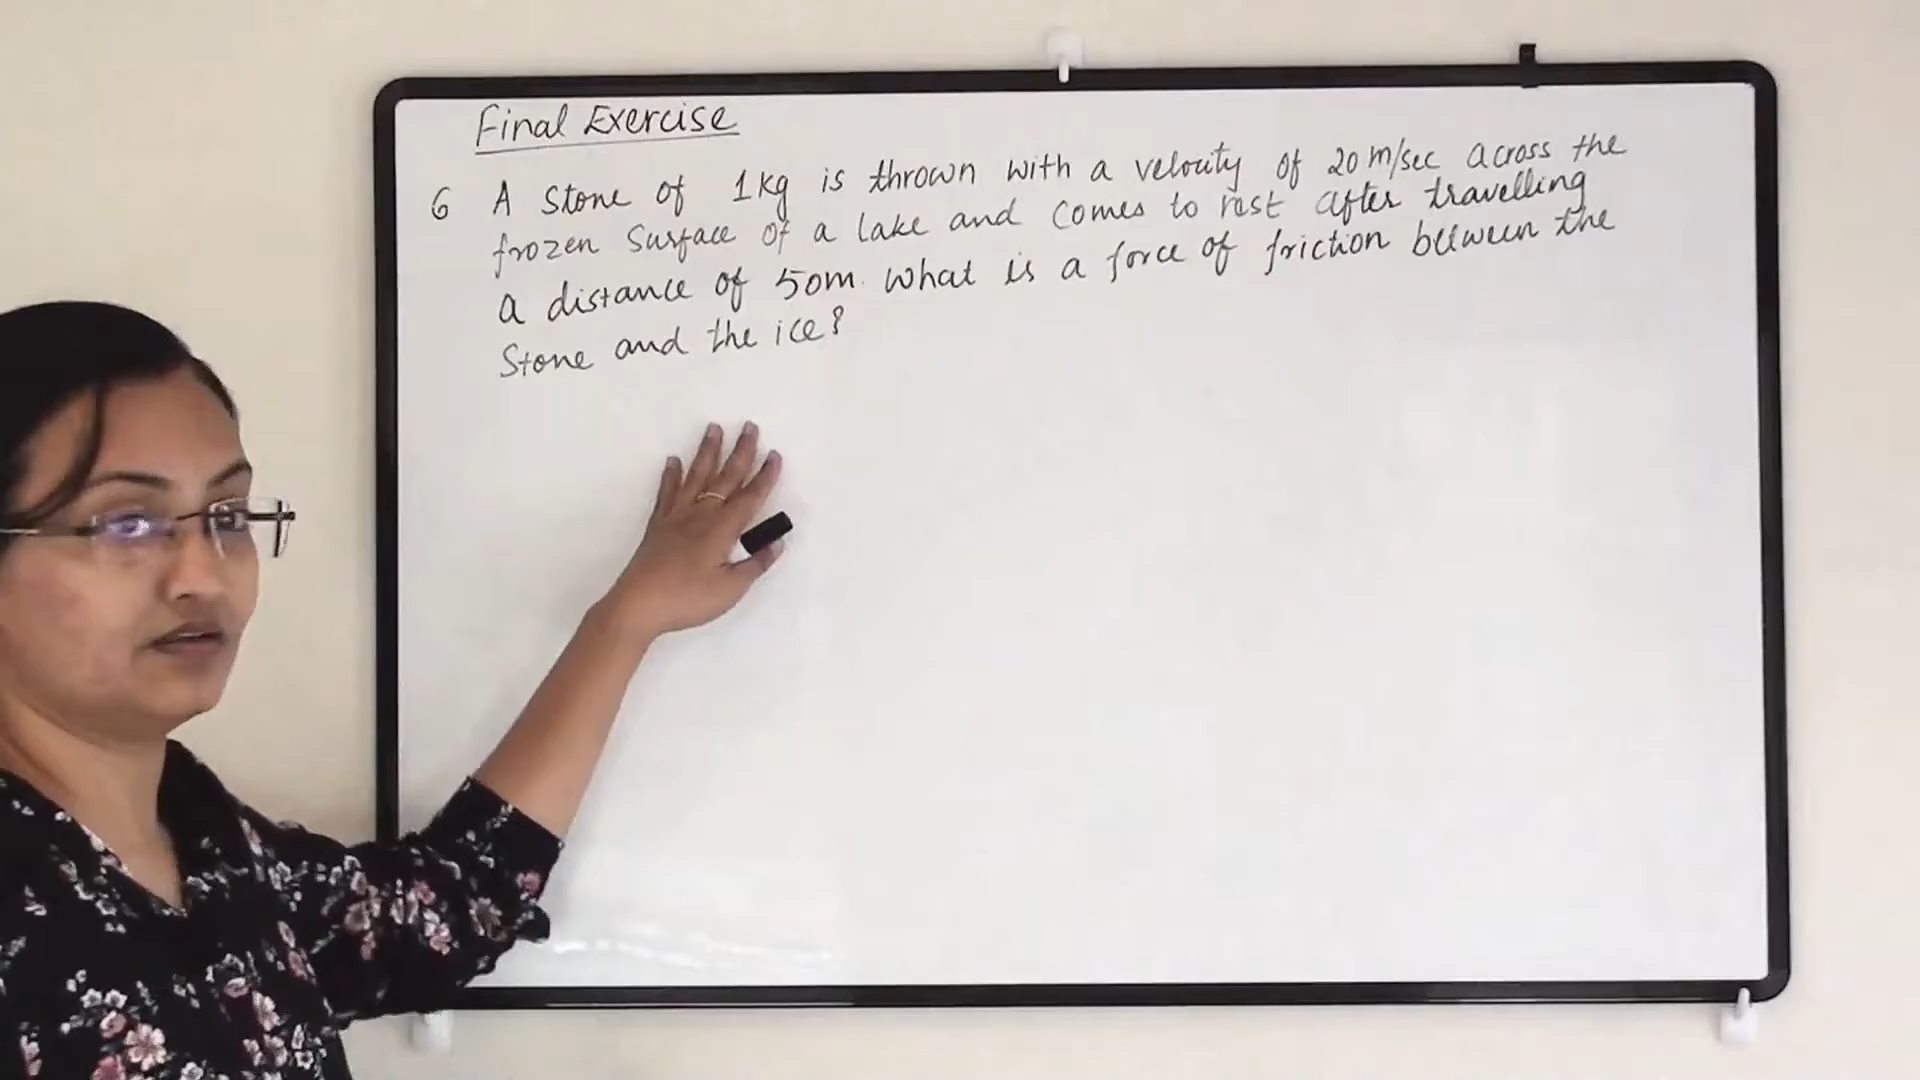 Final Exercise
6 A Stone of 1kg is thrown with a velocity of 20m/sec across the
frozen surface of a lake and comes to rest after travelling
a distance of 50m. What is a force of friction between the
Stone and the ice?